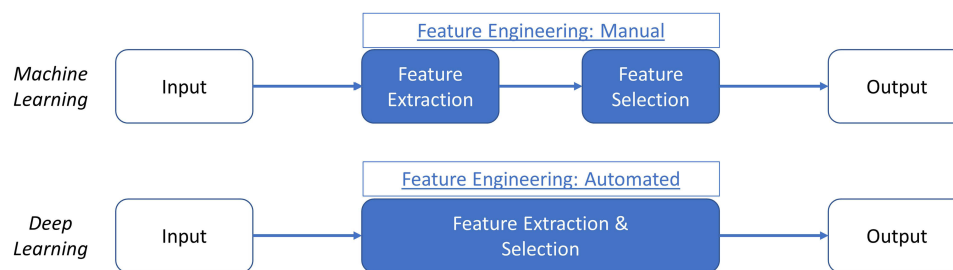 Feature Engineering: Manual
Machine
Learning
Input
Feature
Extraction
Feature
Selection
Output
Feature Engineering: Automated
Deep
Learning
Input
Feature Extraction &
Selection
Output